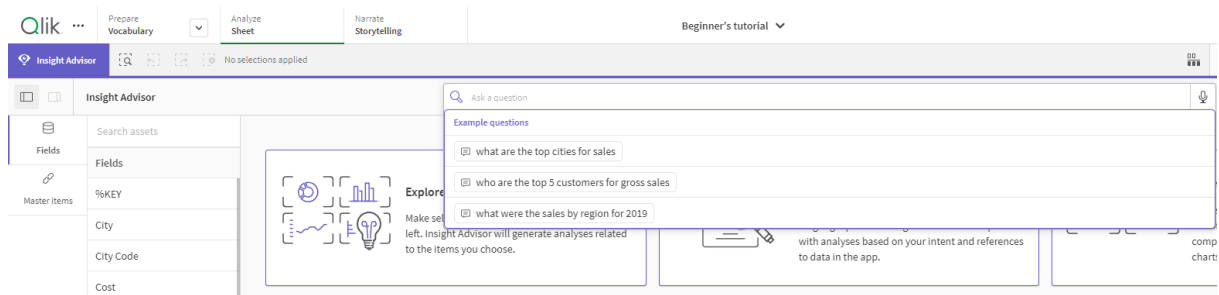 Qlik
Prepare
Vocabulary
Analyze
Sheet
Narrate
Storytelling
Beginner's tutorial
Insight Advisor
No selections applied
Insight Advisor
Ask a question
Example questions
what are the top cities for sales
who are the top 5 customers for gross sales
what were the sales by region for 2019
Fields
Master items
Search assets
Fields
%KEY
City
City Code
Cost
Explore
Make sel
left. Insight Advisor will generate analyses related
to the items you choose.
with analyses based on your intent and references
to data in the app.
comp
charts